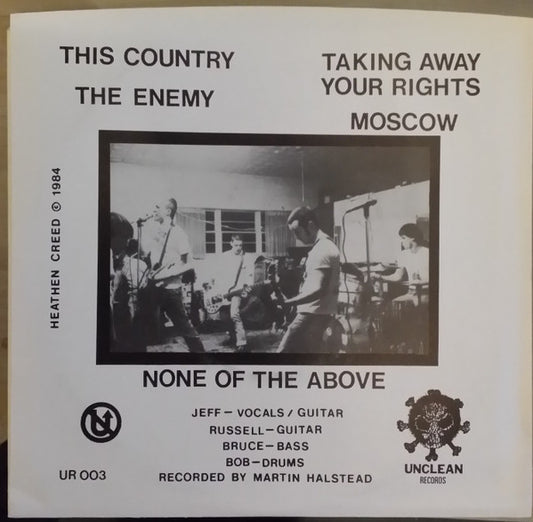 THIS COUNTRY
THE ENEMY
TAKING AWAY
YOUR RIGHTS
MOSCOW
HEATHEN CREED © 1984
NONE OF THE ABOVE
JEFF – VOCALS / GUITAR
RUSSELL – GUITAR
BRUCE – BASS
BOB – DRUMS
RECORDED BY MARTIN HALSTEAD
UR 003
UNCLEAN
RECORDS